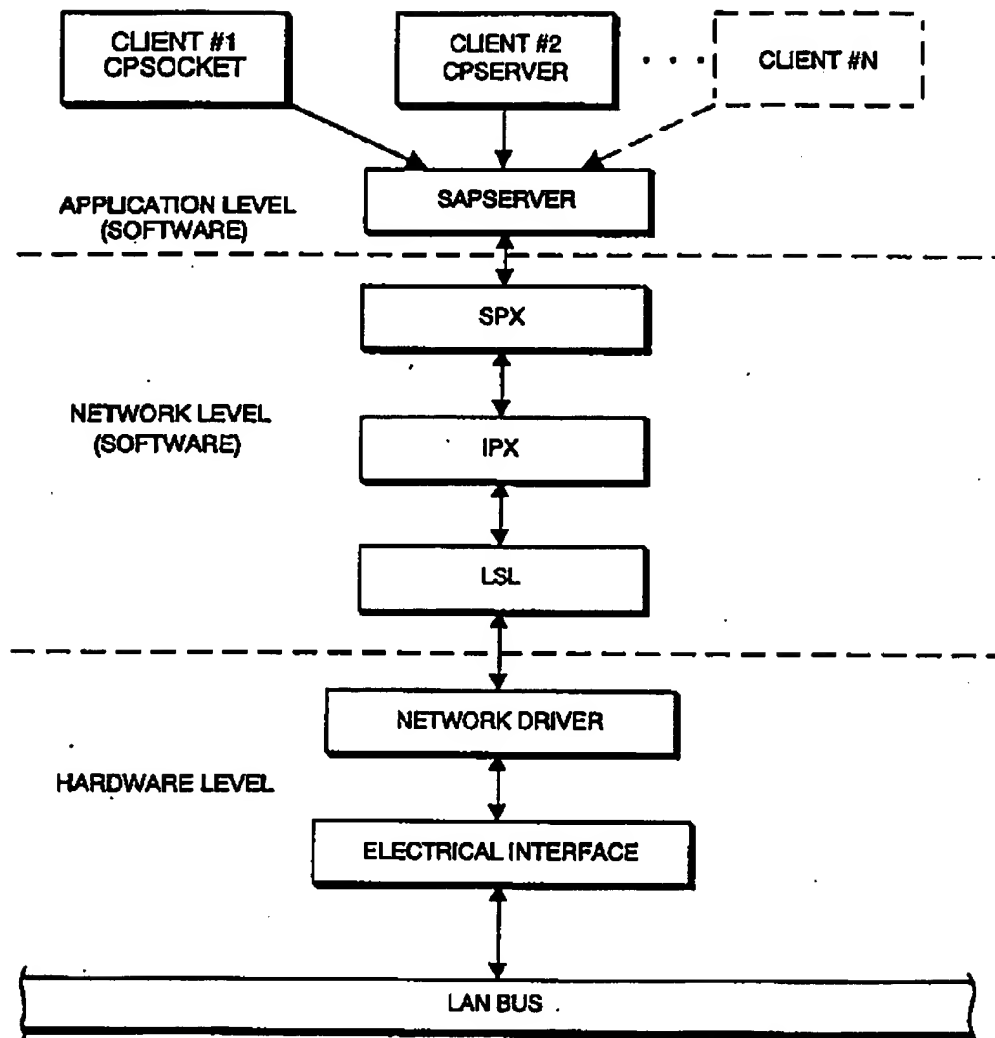 CLIENT #1
CPSOCKET
CLIENT #2
CPSERVER
CLIENT #N
SAPSERVER
APPLICATION LEVEL
(SOFTWARE)
SPX
NETWORK LEVEL
(SOFTWARE)
IPX
LSL
NETWORK DRIVER
HARDWARE LEVEL
ELECTRICAL INTERFACE
LAN BUS